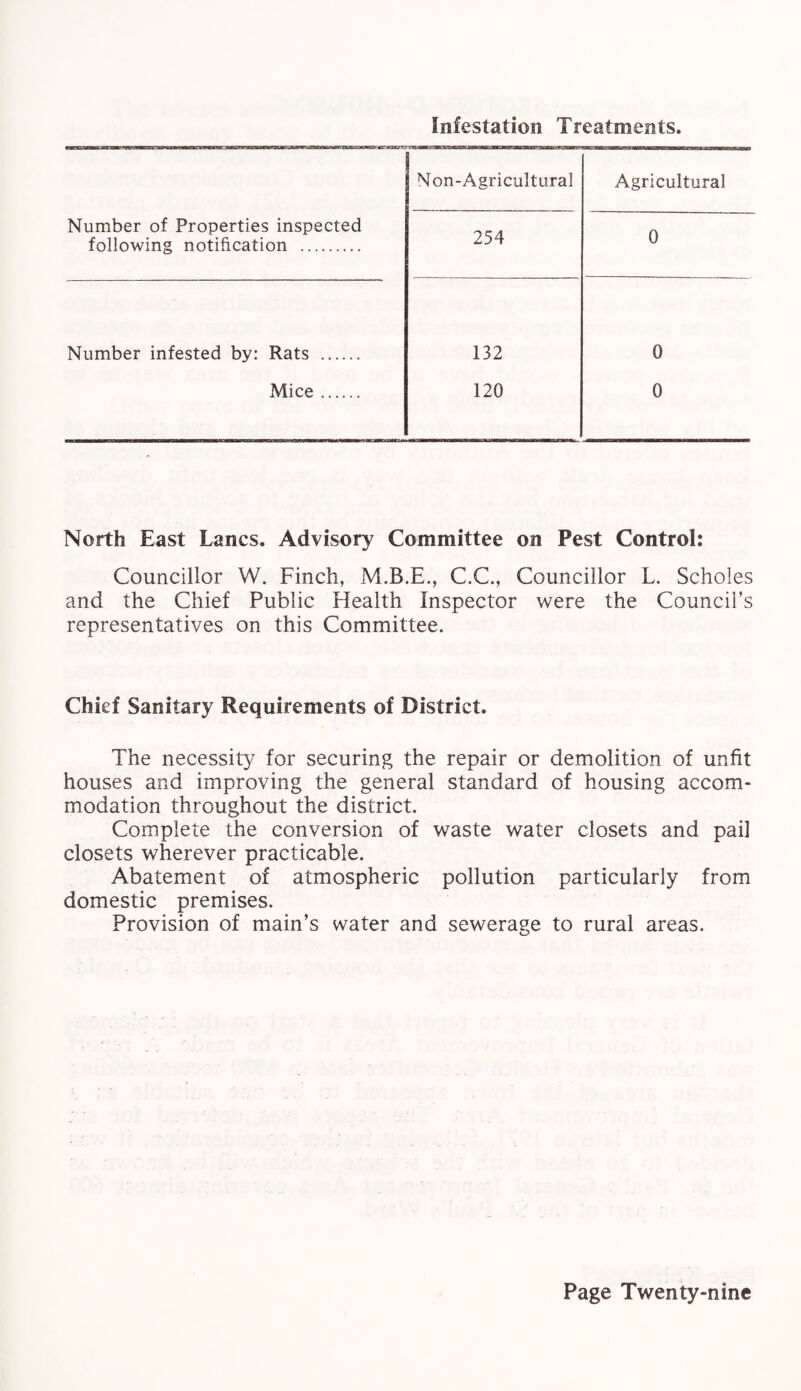 Infestation Treatments.
Non-Agricultural Agricultural
Number of Properties inspected
following notification ......... 254 0
Number infested by: Rats ...... 132 0
Mice ...... 120 0
North East Lancs. Advisory Committee on Pest Control:
Councillor W. Finch, M.B.E., C.C., Councillor L. Scholes
and the Chief Public Health Inspector were the Council's
representatives on this Committee.
Chief Sanitary Requirements of District.
The necessity for securing the repair or demolition of unfit
houses and improving the general standard of housing accom-
modation throughout the district.
Complete the conversion of waste water closets and pail
closets wherever practicable.
Abatement of atmospheric pollution particularly from
domestic premises.
Provision of main's water and sewerage to rural areas.
Page Twenty-nine